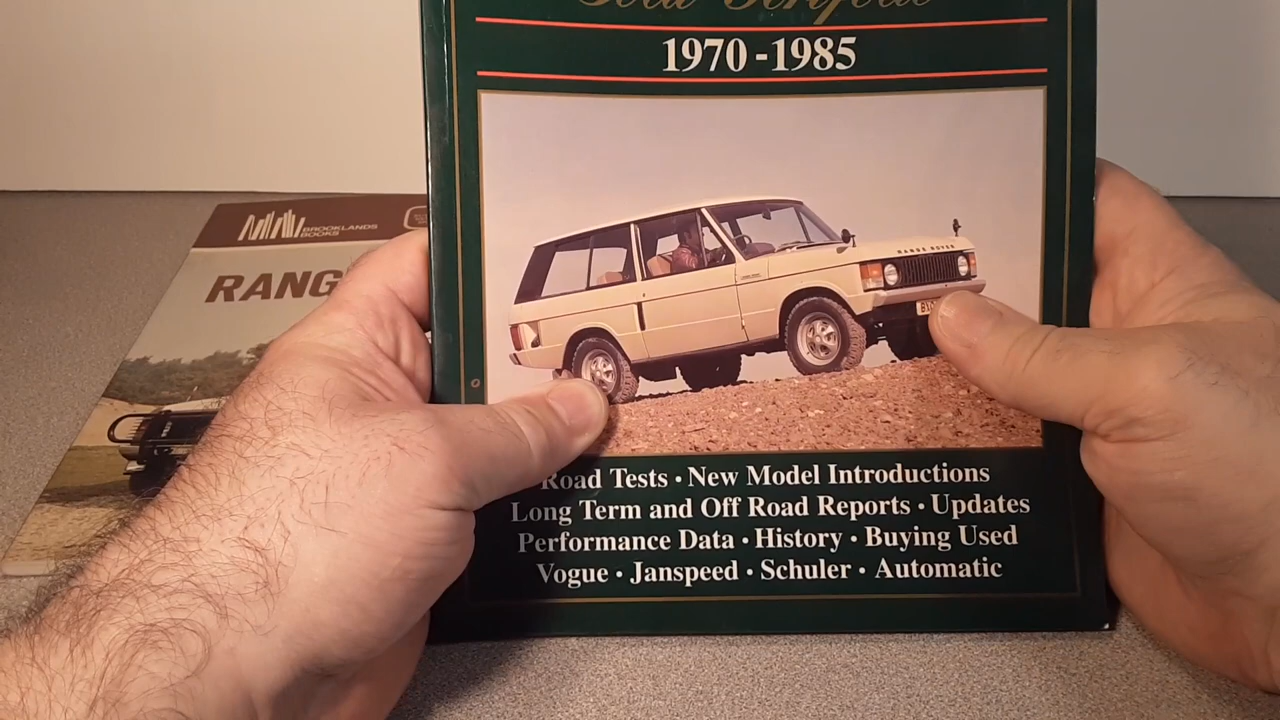 1970-1985
RANGE ROVER
Road Tests • New Model Introductions
Long Term and Off Road Reports • Updates
Performance Data • History • Buying Used
Vogue • Janspeed • Schuler • Automatic
BROOKLANDS
BOOKS
RANG